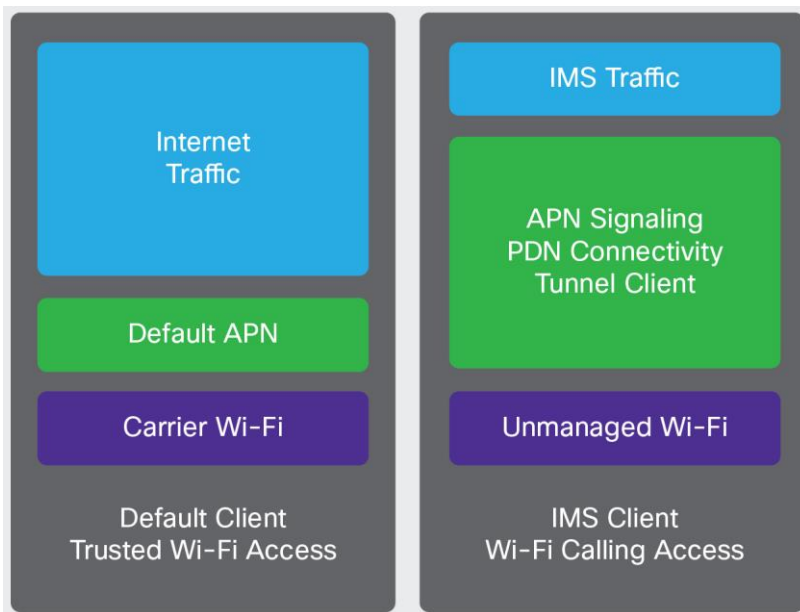 Internet
Traffic
Default APN
Carrier Wi-Fi
Default Client
Trusted Wi-Fi Access
IMS Traffic
APN Signaling
PDN Connectivity
Tunnel Client
Unmanaged Wi-Fi
IMS Client
Wi-Fi Calling Access